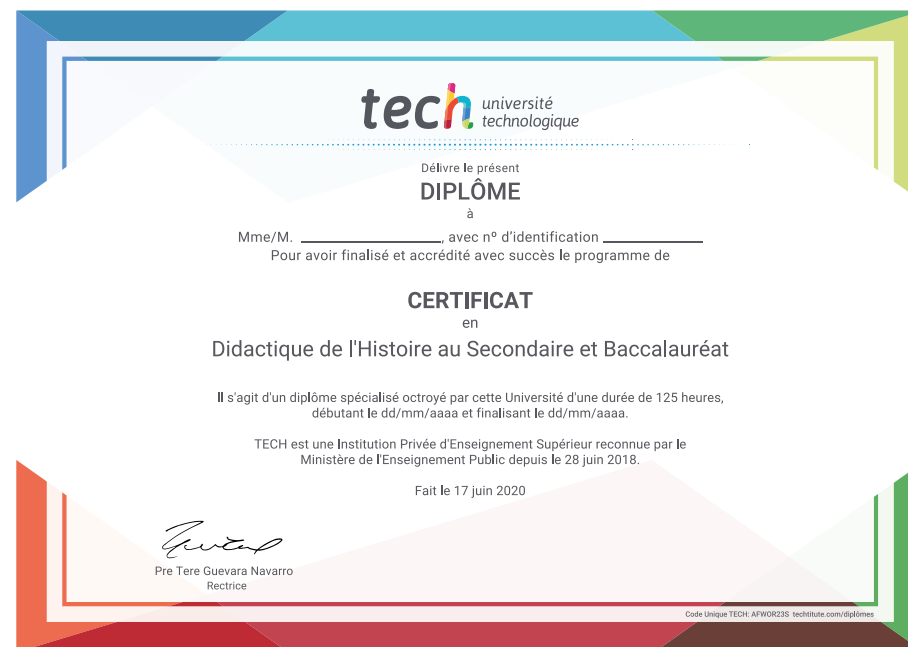 tech université
technologique
Délivre le présent
DIPLÔME
à
Mme/M. ____________________, avec nº d'identification ______________
Pour avoir finalisé et accrédité avec succès le programme de
CERTIFICAT
en
Didactique de l'Histoire au Secondaire et Baccalauréat
Il s'agit d'un diplôme spécialisé octroyé par cette Université d'une durée de 125 heures,
débutant le dd/mm/aaaa et finalisant le dd/mm/aaaa.
TECH est une Institution Privée d'Enseignement Supérieur reconnue par le
Ministère de l'Enseignement Public depuis le 28 juin 2018.
Fait le 17 juin 2020
Pre Tere Guevara Navarro
Rectrice
Code Unique TECH: AFWOR23S techtitute.com/diplômes